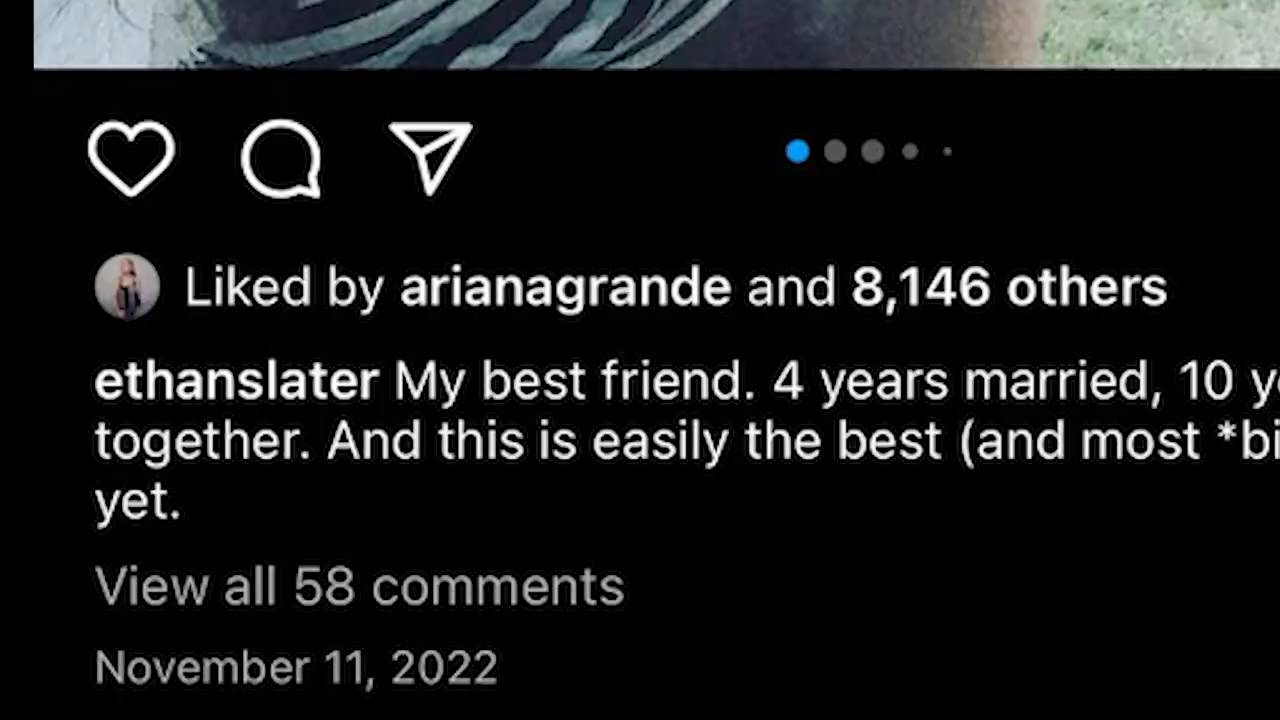 Liked by arianagrande and 8,146 others
ethanslater My best friend. 4 years married, 10
together. And this is easily the best (and most
yet.
View all 58 comments
November 11, 2022